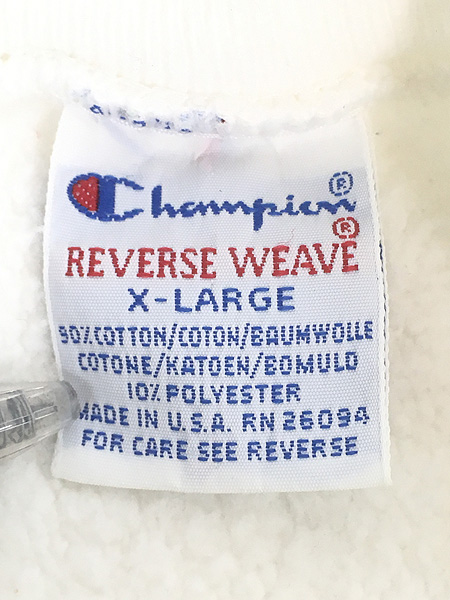 Champion®
REVERSE WEAVE®
X-LARGE
90% COTTON/COTON/BAUMWOLLE
COTONE/KATOEN/BOMULD
10% POLYESTER
MADE IN U.S.A. RN 26094
FOR CARE SEE REVERSE